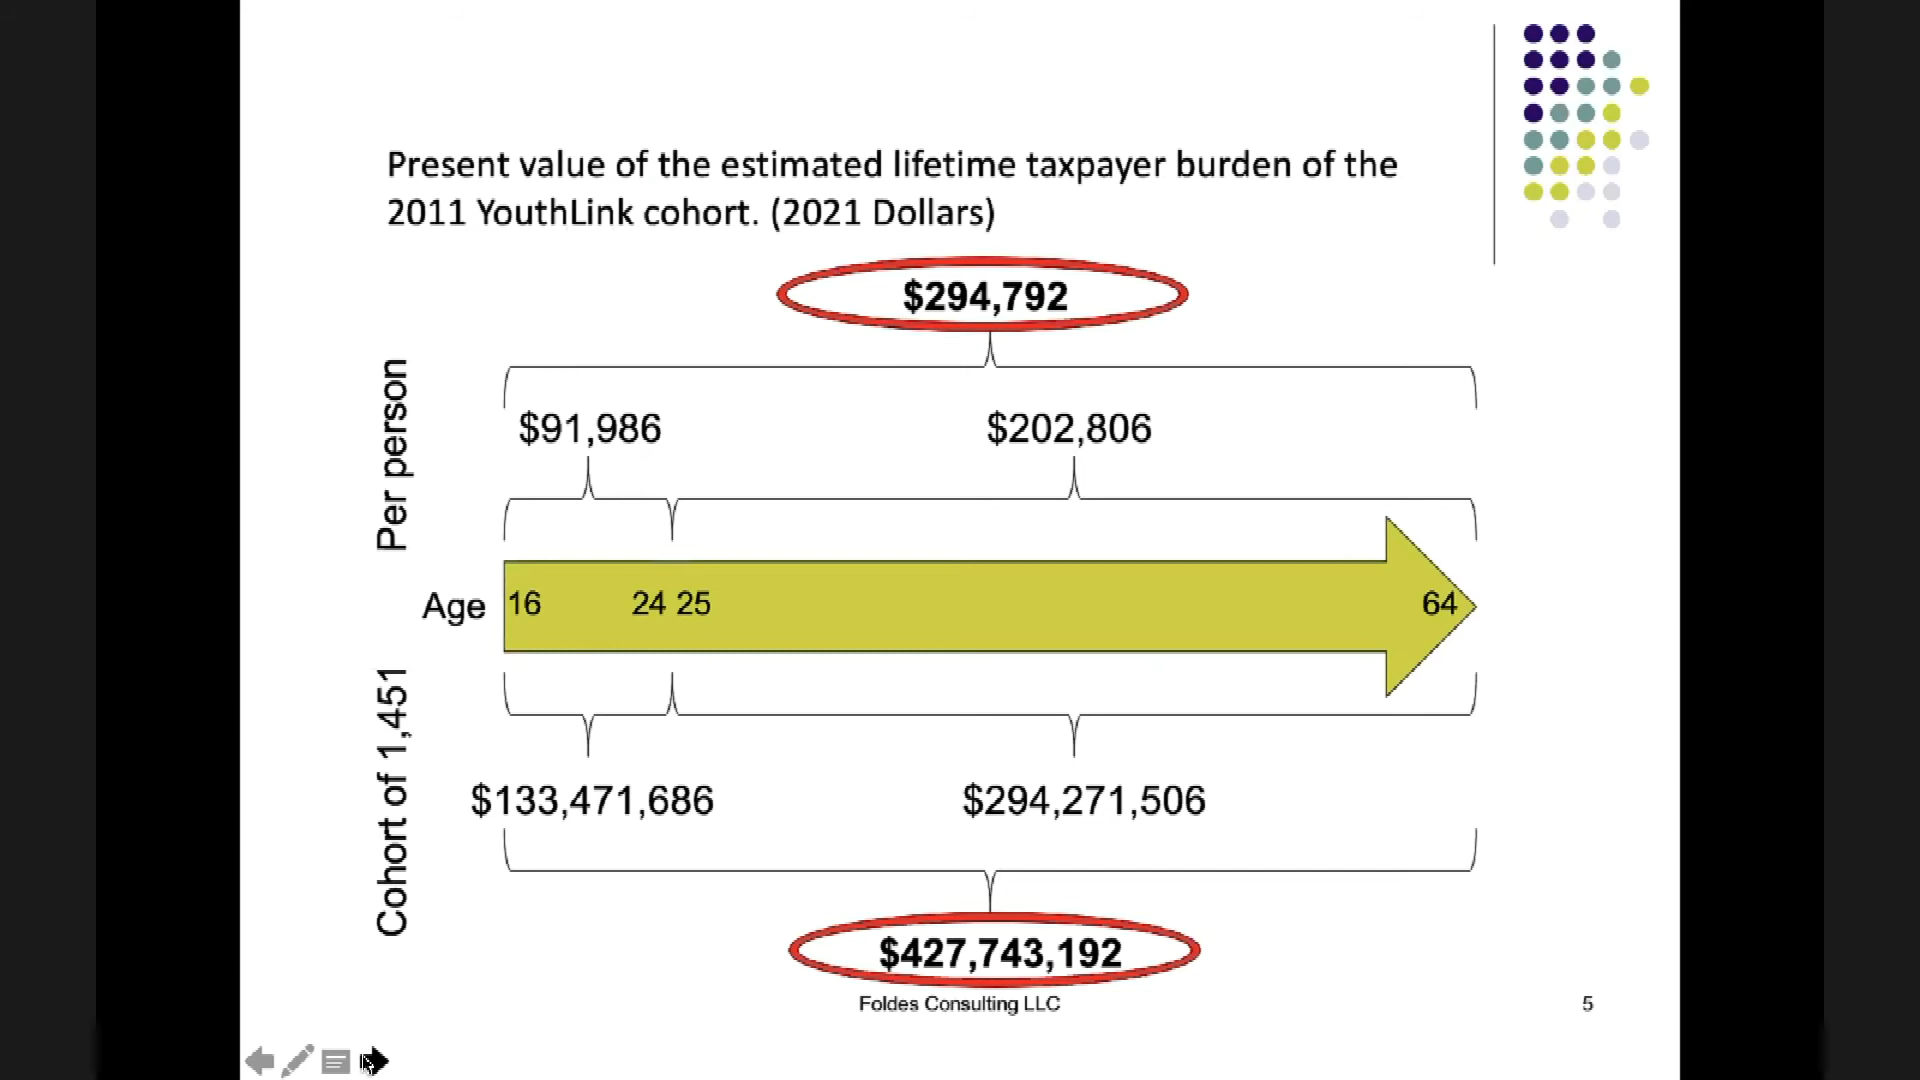 Present value of the estimated lifetime taxpayer burden of the
2011 YouthLink cohort. (2021 Dollars)
$294,792
Per person
$91,986
$202,806
Age
16
24
25
64
Cohort of 1,451
$133,471,686
$294,271,506
$427,743,192
Foldes Consulting LLC
5